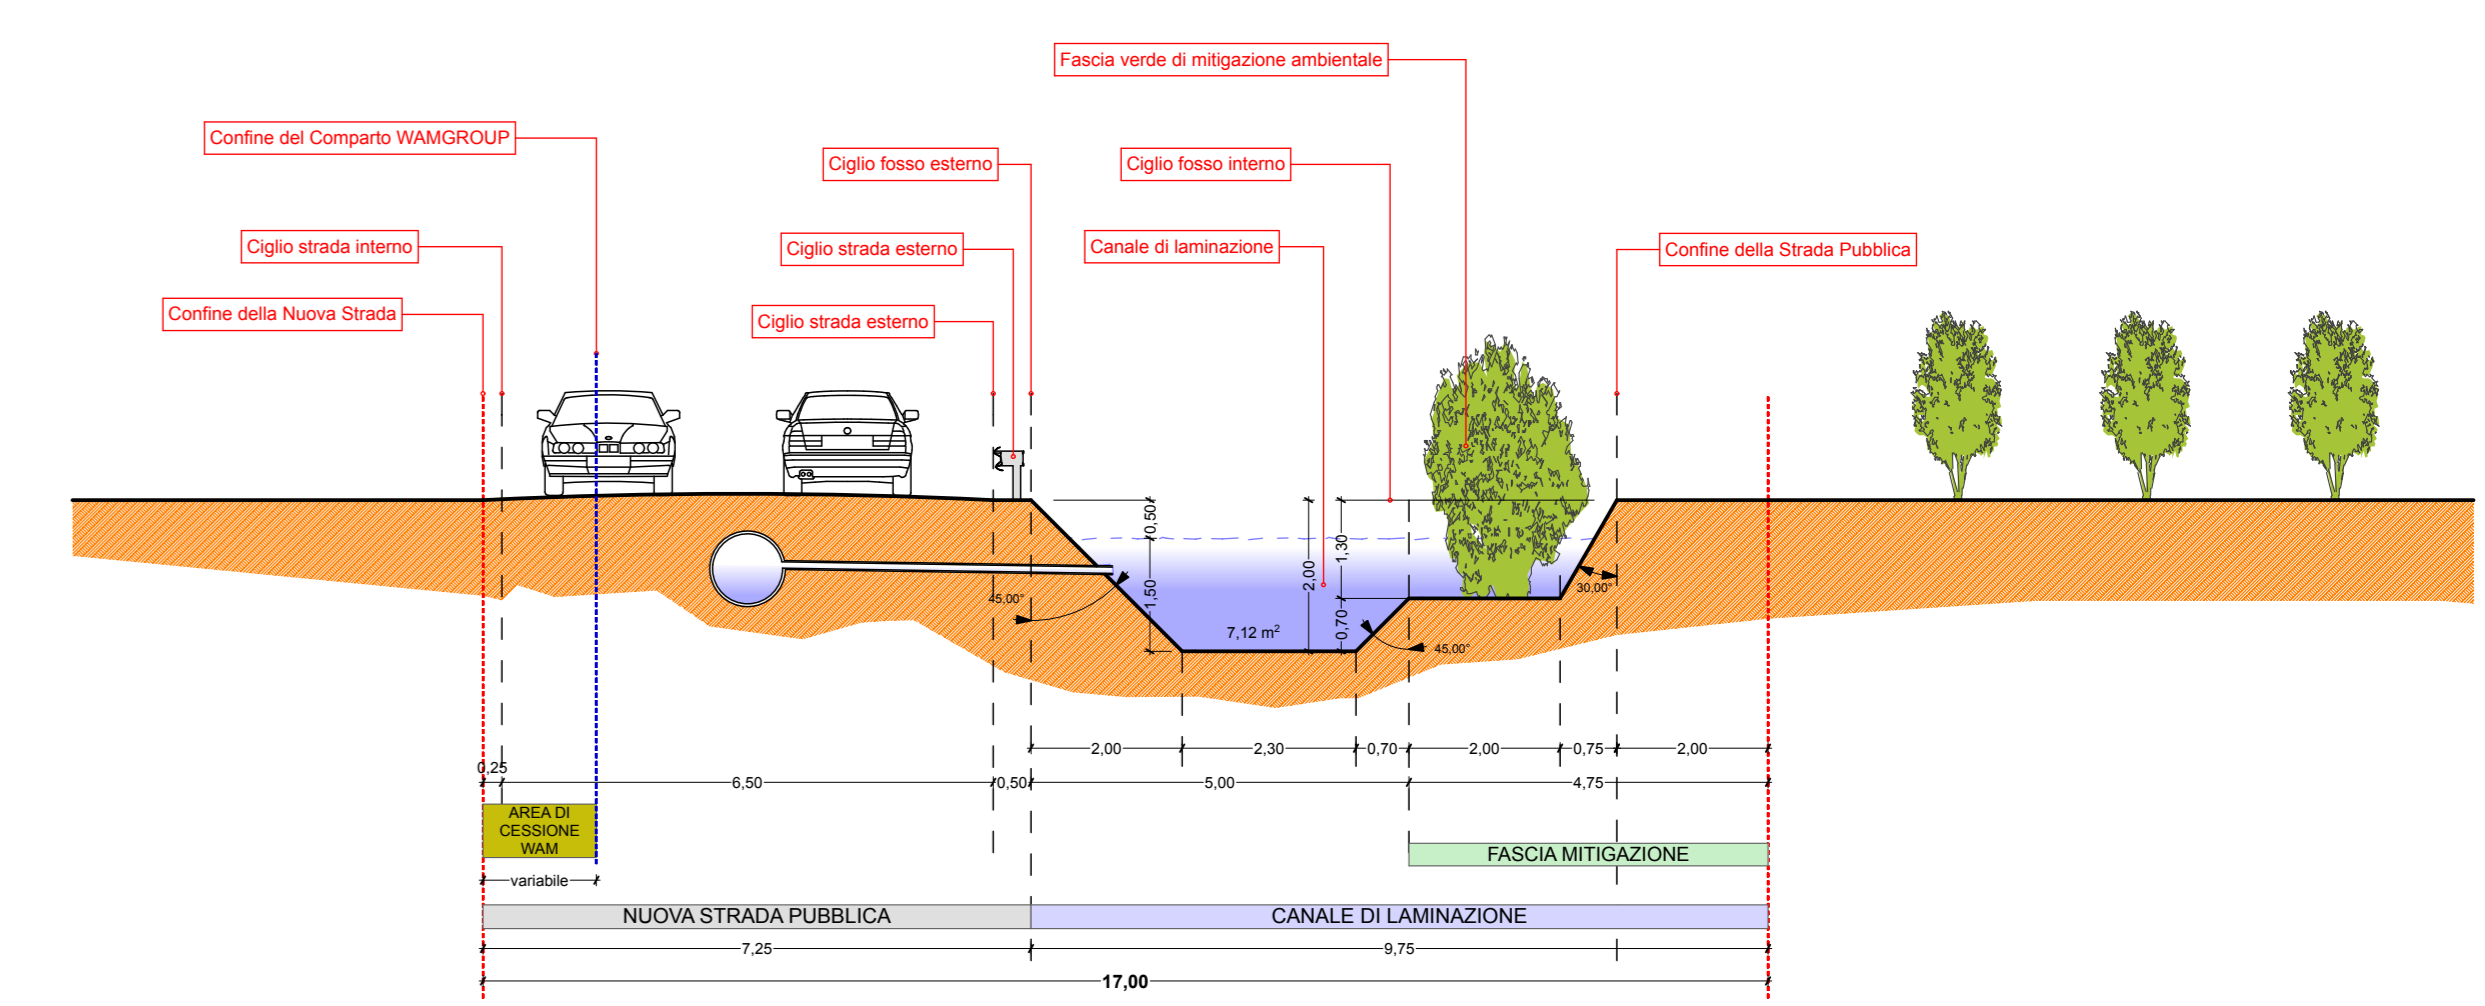 Fascia verde di mitigazione ambientale
Confine del Comparto WAMGROUP
Ciglio fosso esterno
Ciglio fosso interno
Ciglio strada interno
Ciglio strada esterno
Canale di laminazione
Confine della Strada Pubblica
Confine della Nuova Strada
Ciglio strada esterno
0,50
1,30
2,00
1,50
45,00°
30,00°
0,70
7,12 m²
45,00°
2,00 2,30 0,70 2,00 0,75 2,00
0,25
6,50 0,50 5,00 4,75
AREA DI
CESSIONE
WAM
FASCIA MITIGAZIONE
variabile
NUOVA STRADA PUBBLICA
CANALE DI LAMINAZIONE
7,25 9,75
17,00